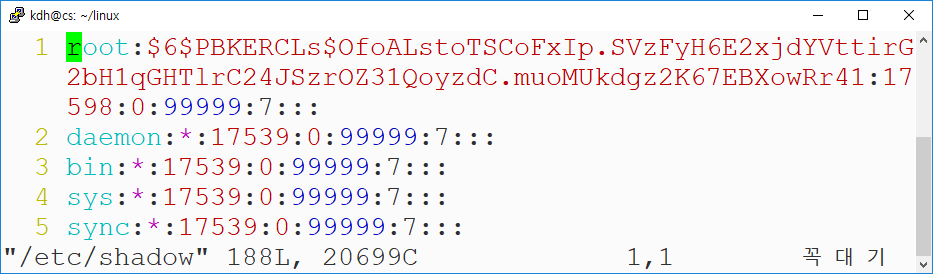 kdh@cs: ~/linux
1 root:$6$PBKERCLs$OfoALstoTSCoFxIp.SVzFyH6E2xjdYVttirG
2bH1qGHTlrC24JSzrOZ31QoyzdC.muoMUkdgz2K67EBXowRr41:17
598:0:99999:7:::
2 daemon:*:17539:0:99999:7:::
3 bin:*:17539:0:99999:7:::
4 sys:*:17539:0:99999:7:::
5 sync:*:17539:0:99999:7:::
"/etc/shadow" 188L, 20699C 1,1 꼭대기